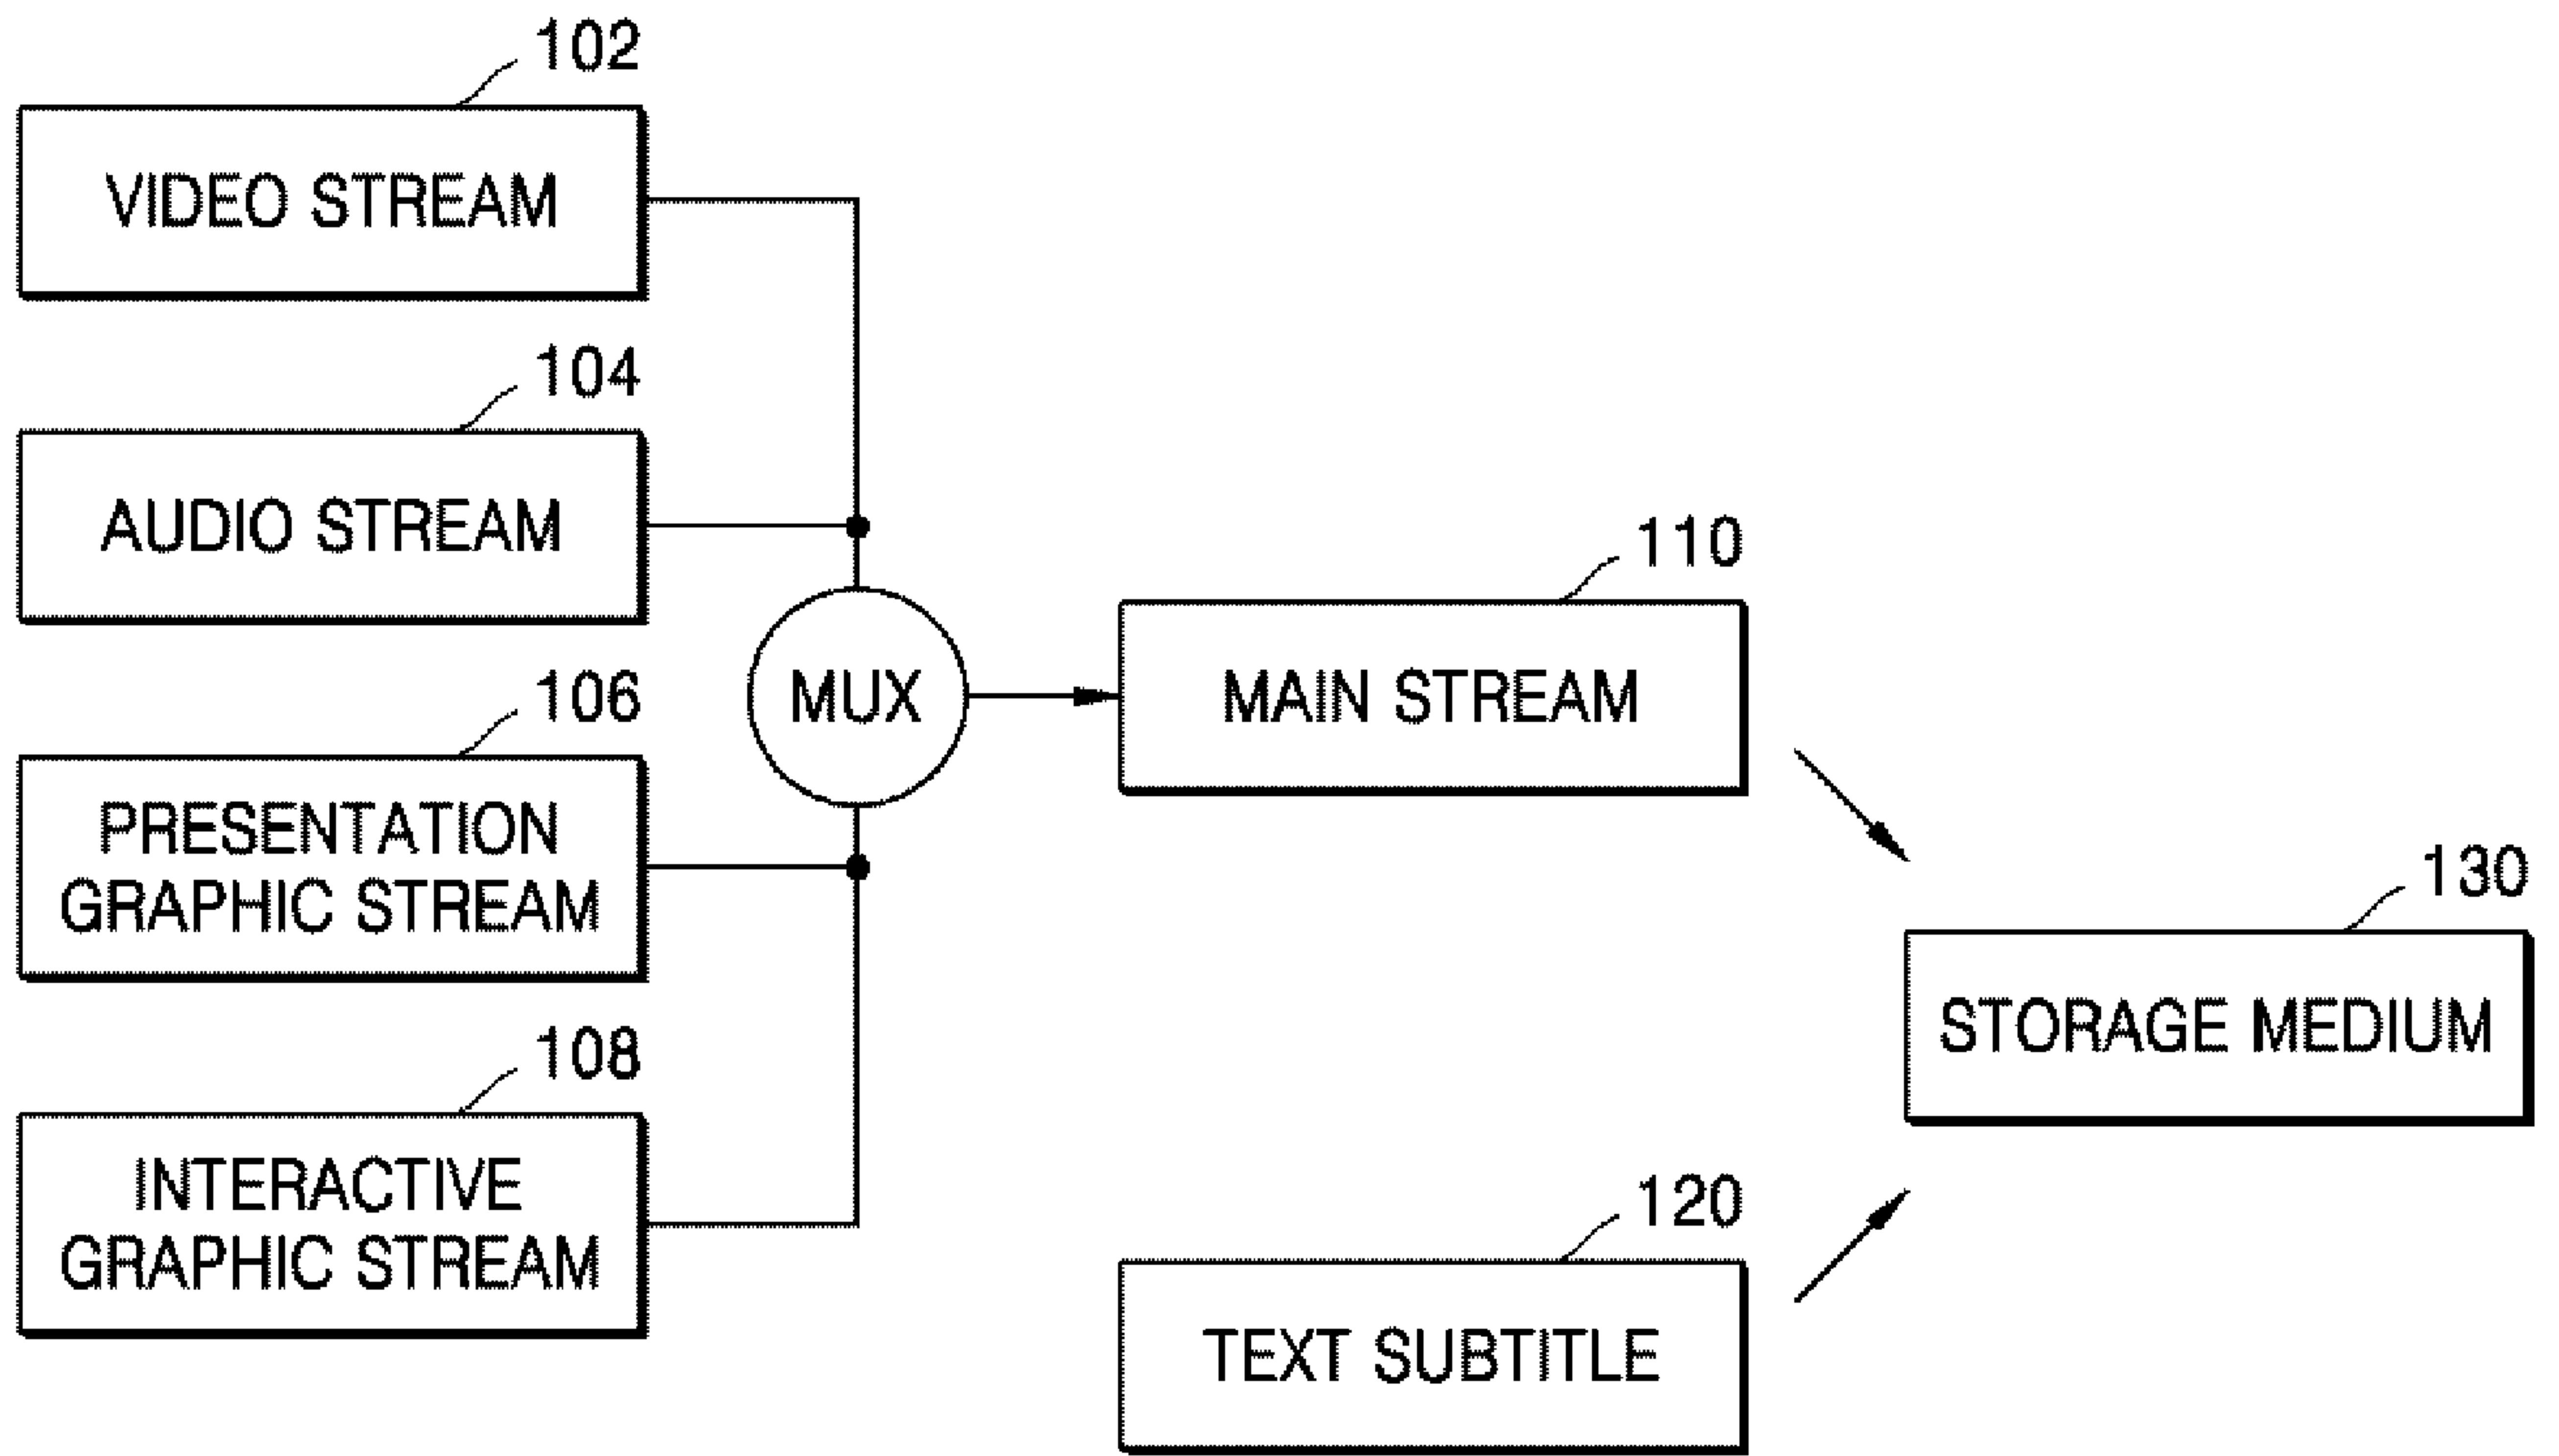 102
VIDEO STREAM
104
AUDIO STREAM
106
PRESENTATION
GRAPHIC STREAM
108
INTERACTIVE
GRAPHIC STREAM
MUX
110
MAIN STREAM
120
TEXT SUBTITLE
130
STORAGE MEDIUM